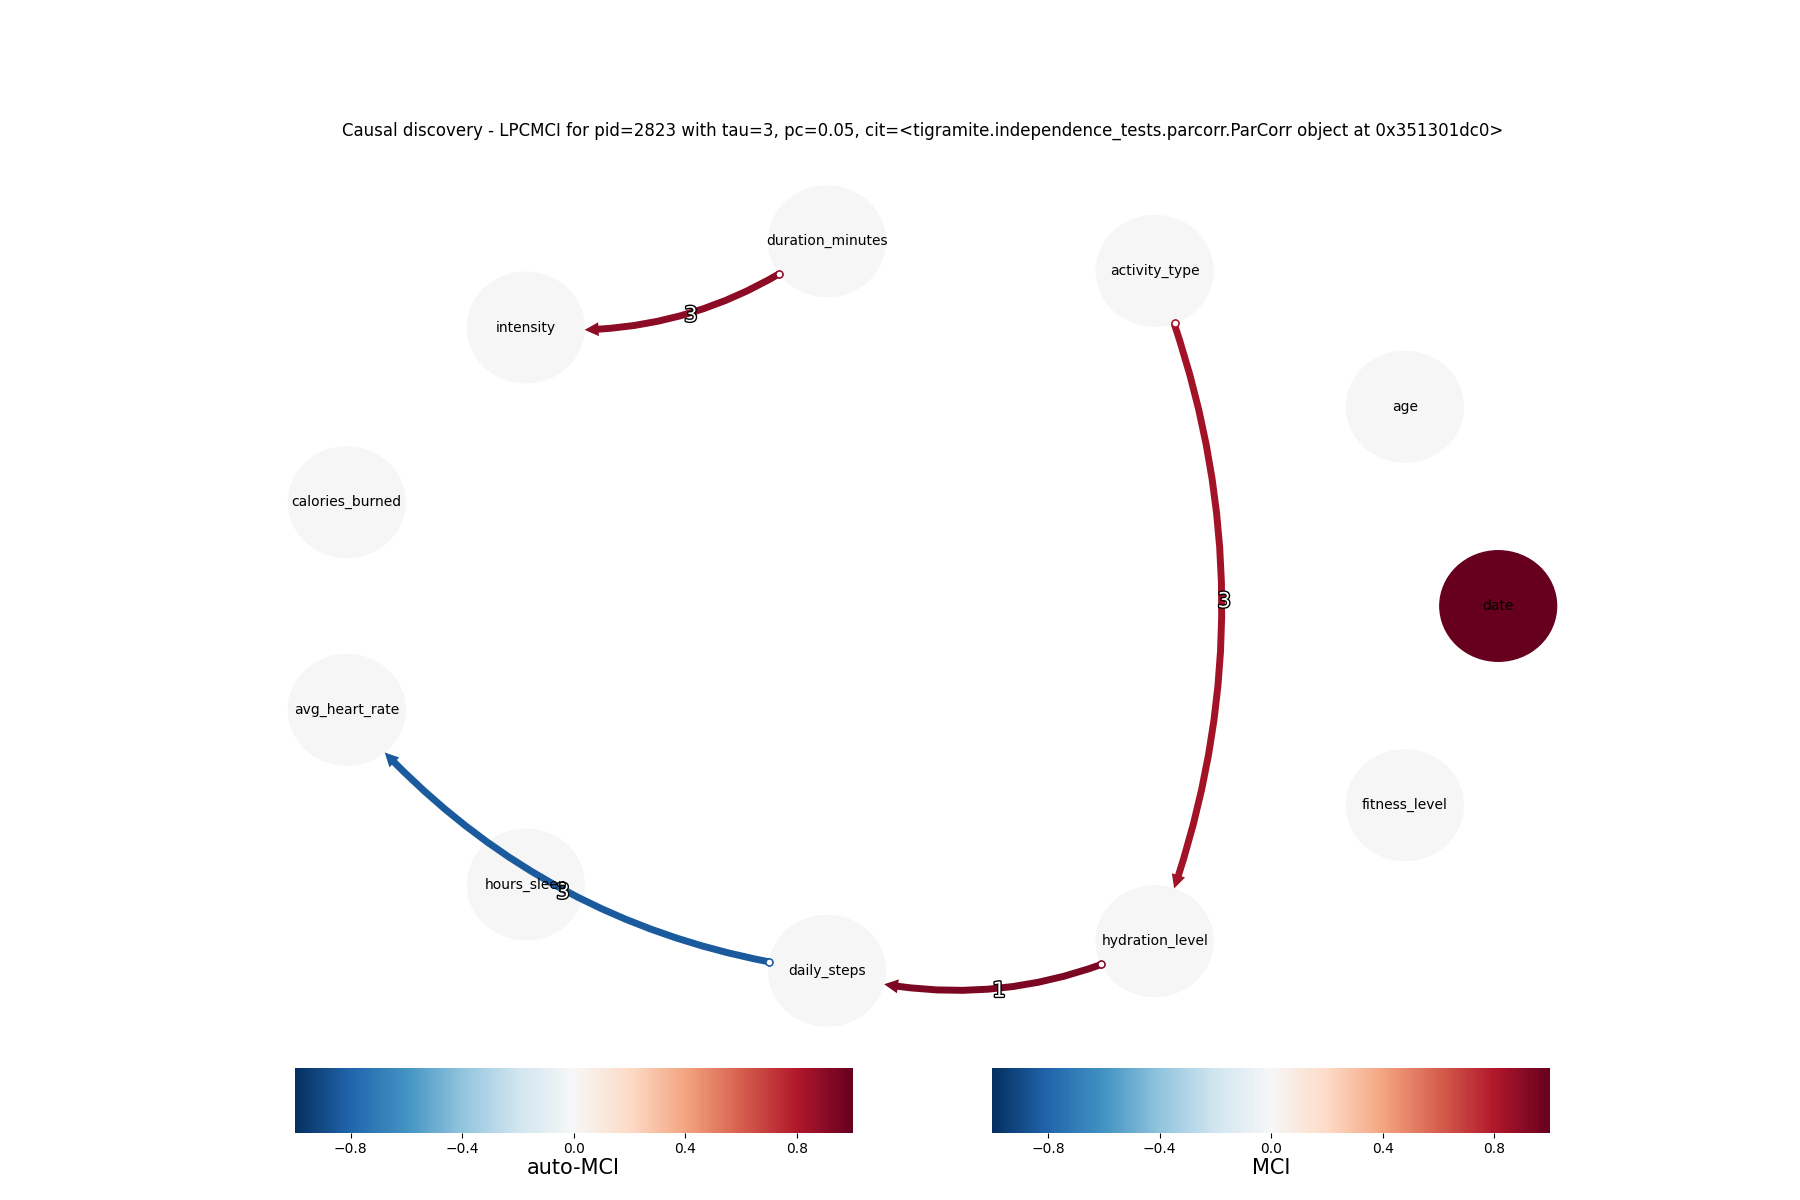 Causal discovery - LPCMCI for pid=2823 with tau=3, pc=0.05, cit=<tigramite.independence_tests.parcorr.ParCorr object at 0x351301dc0>
duration_minutes
activity_type
3
intensity
age
calories_burned
3
date
avg_heart_rate
fitness_level
hours_sleep
3
hydration_level
daily_steps
1
−0.8 −0.4 0.0 0.4 0.8
auto-MCI
−0.8 −0.4 0.0 0.4 0.8
MCI